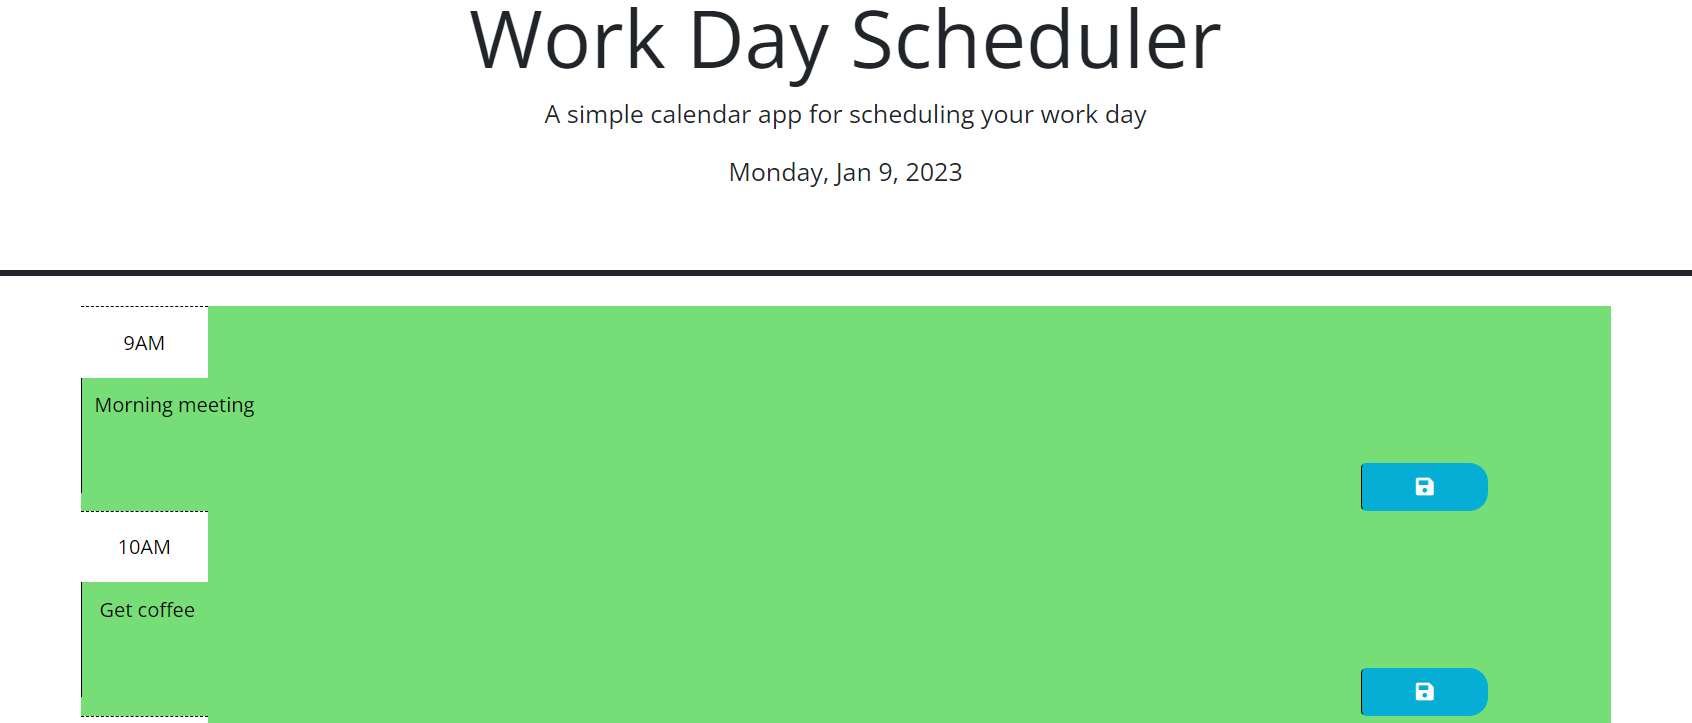 Work Day Scheduler
A simple calendar app for scheduling your work day
Monday, Jan 9, 2023
9AM
Morning meeting
10AM
Get coffee